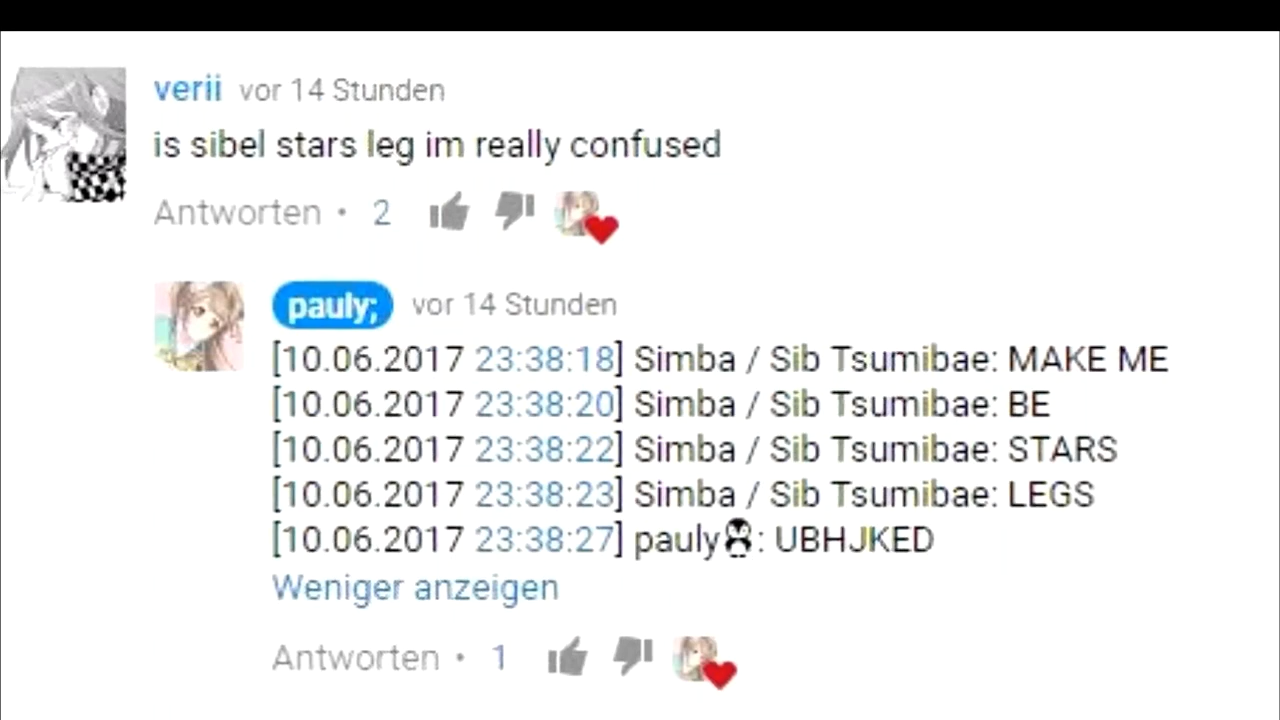 verii vor 14 Stunden
is sibel stars leg im really confused
Antworten • 2
pauly; vor 14 Stunden
[10.06.2017 23:38:18] Simba / Sib Tsumibae: MAKE ME
[10.06.2017 23:38:20] Simba / Sib Tsumibae: BE
[10.06.2017 23:38:22] Simba / Sib Tsumibae: STARS
[10.06.2017 23:38:23] Simba / Sib Tsumibae: LEGS
[10.06.2017 23:38:27] pauly🐧: UBHJKED
Weniger anzeigen
Antworten • 1